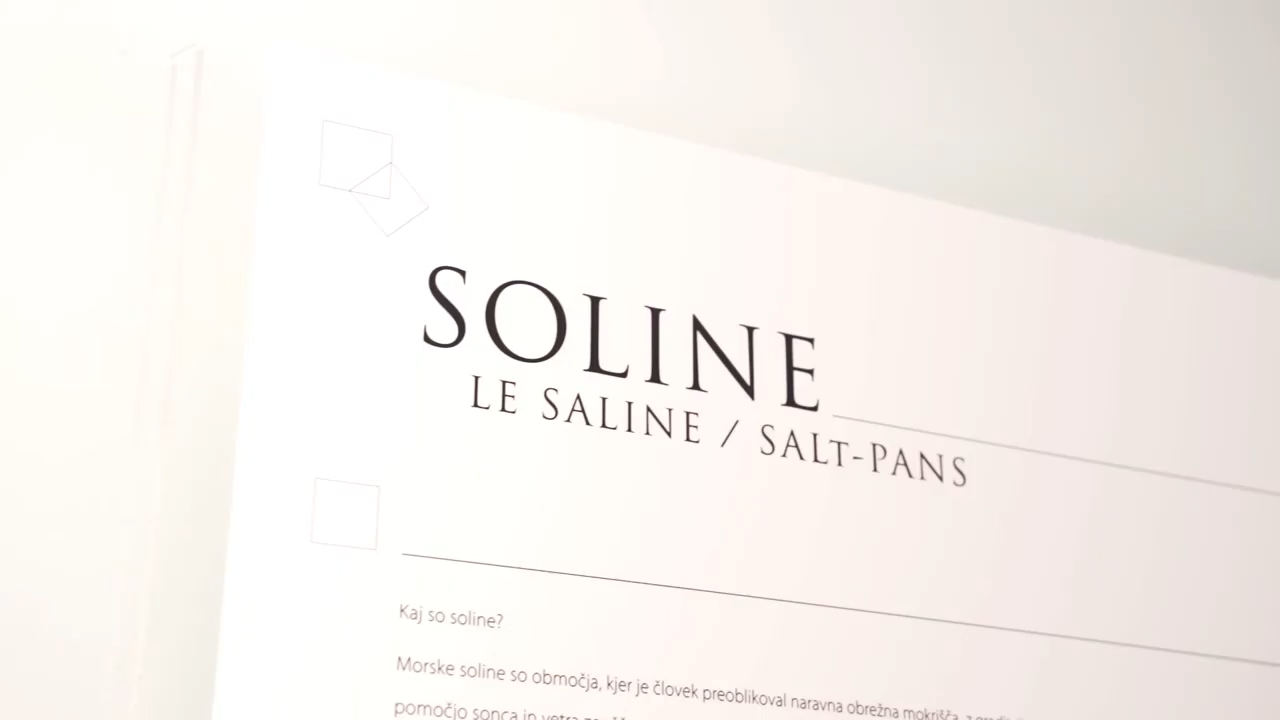 SOLINE
LE SALINE / SALT-PANS
Kaj so soline?
Morske soline so območja, kjer je človek preoblikoval naravna obrežna mokrišča, z
pomočjo sonca in vetra